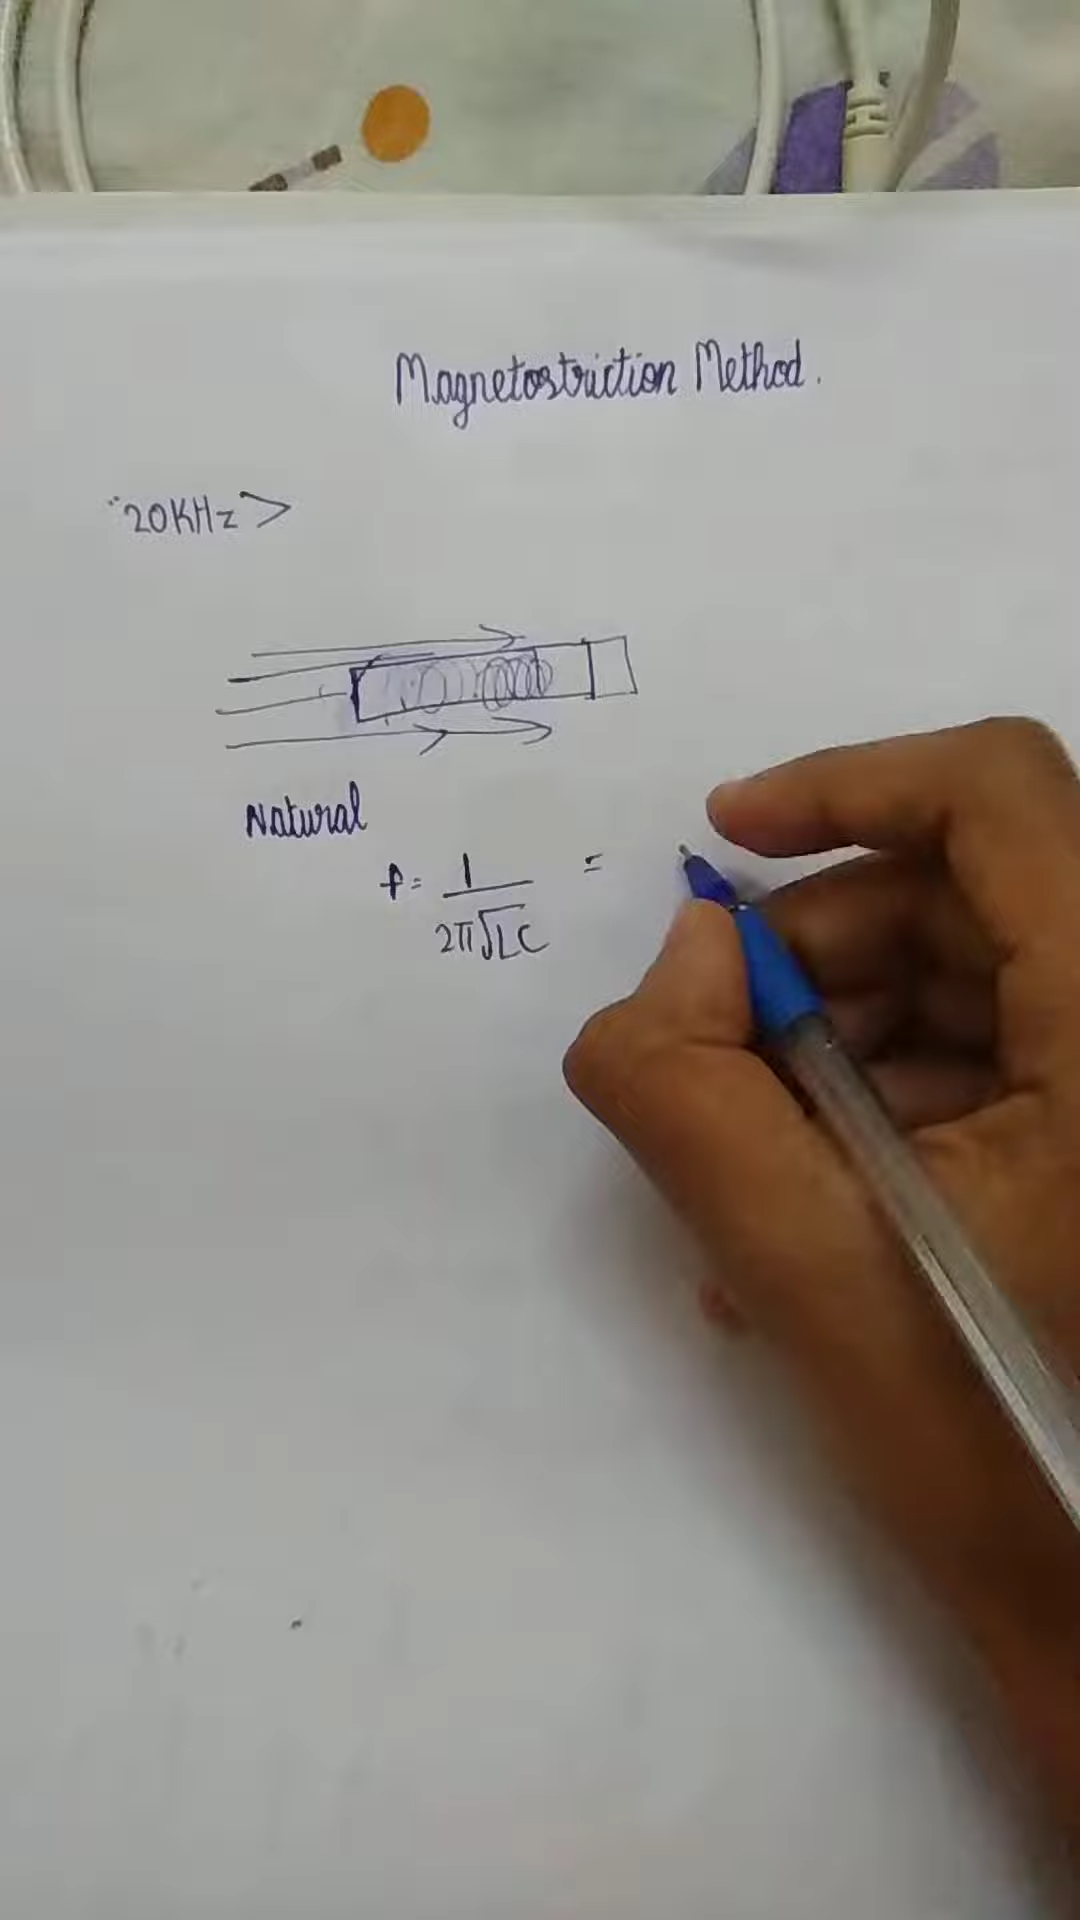 Magnetostriction Method.
20KHz >
Natural
f = 1 / 2π√LC =